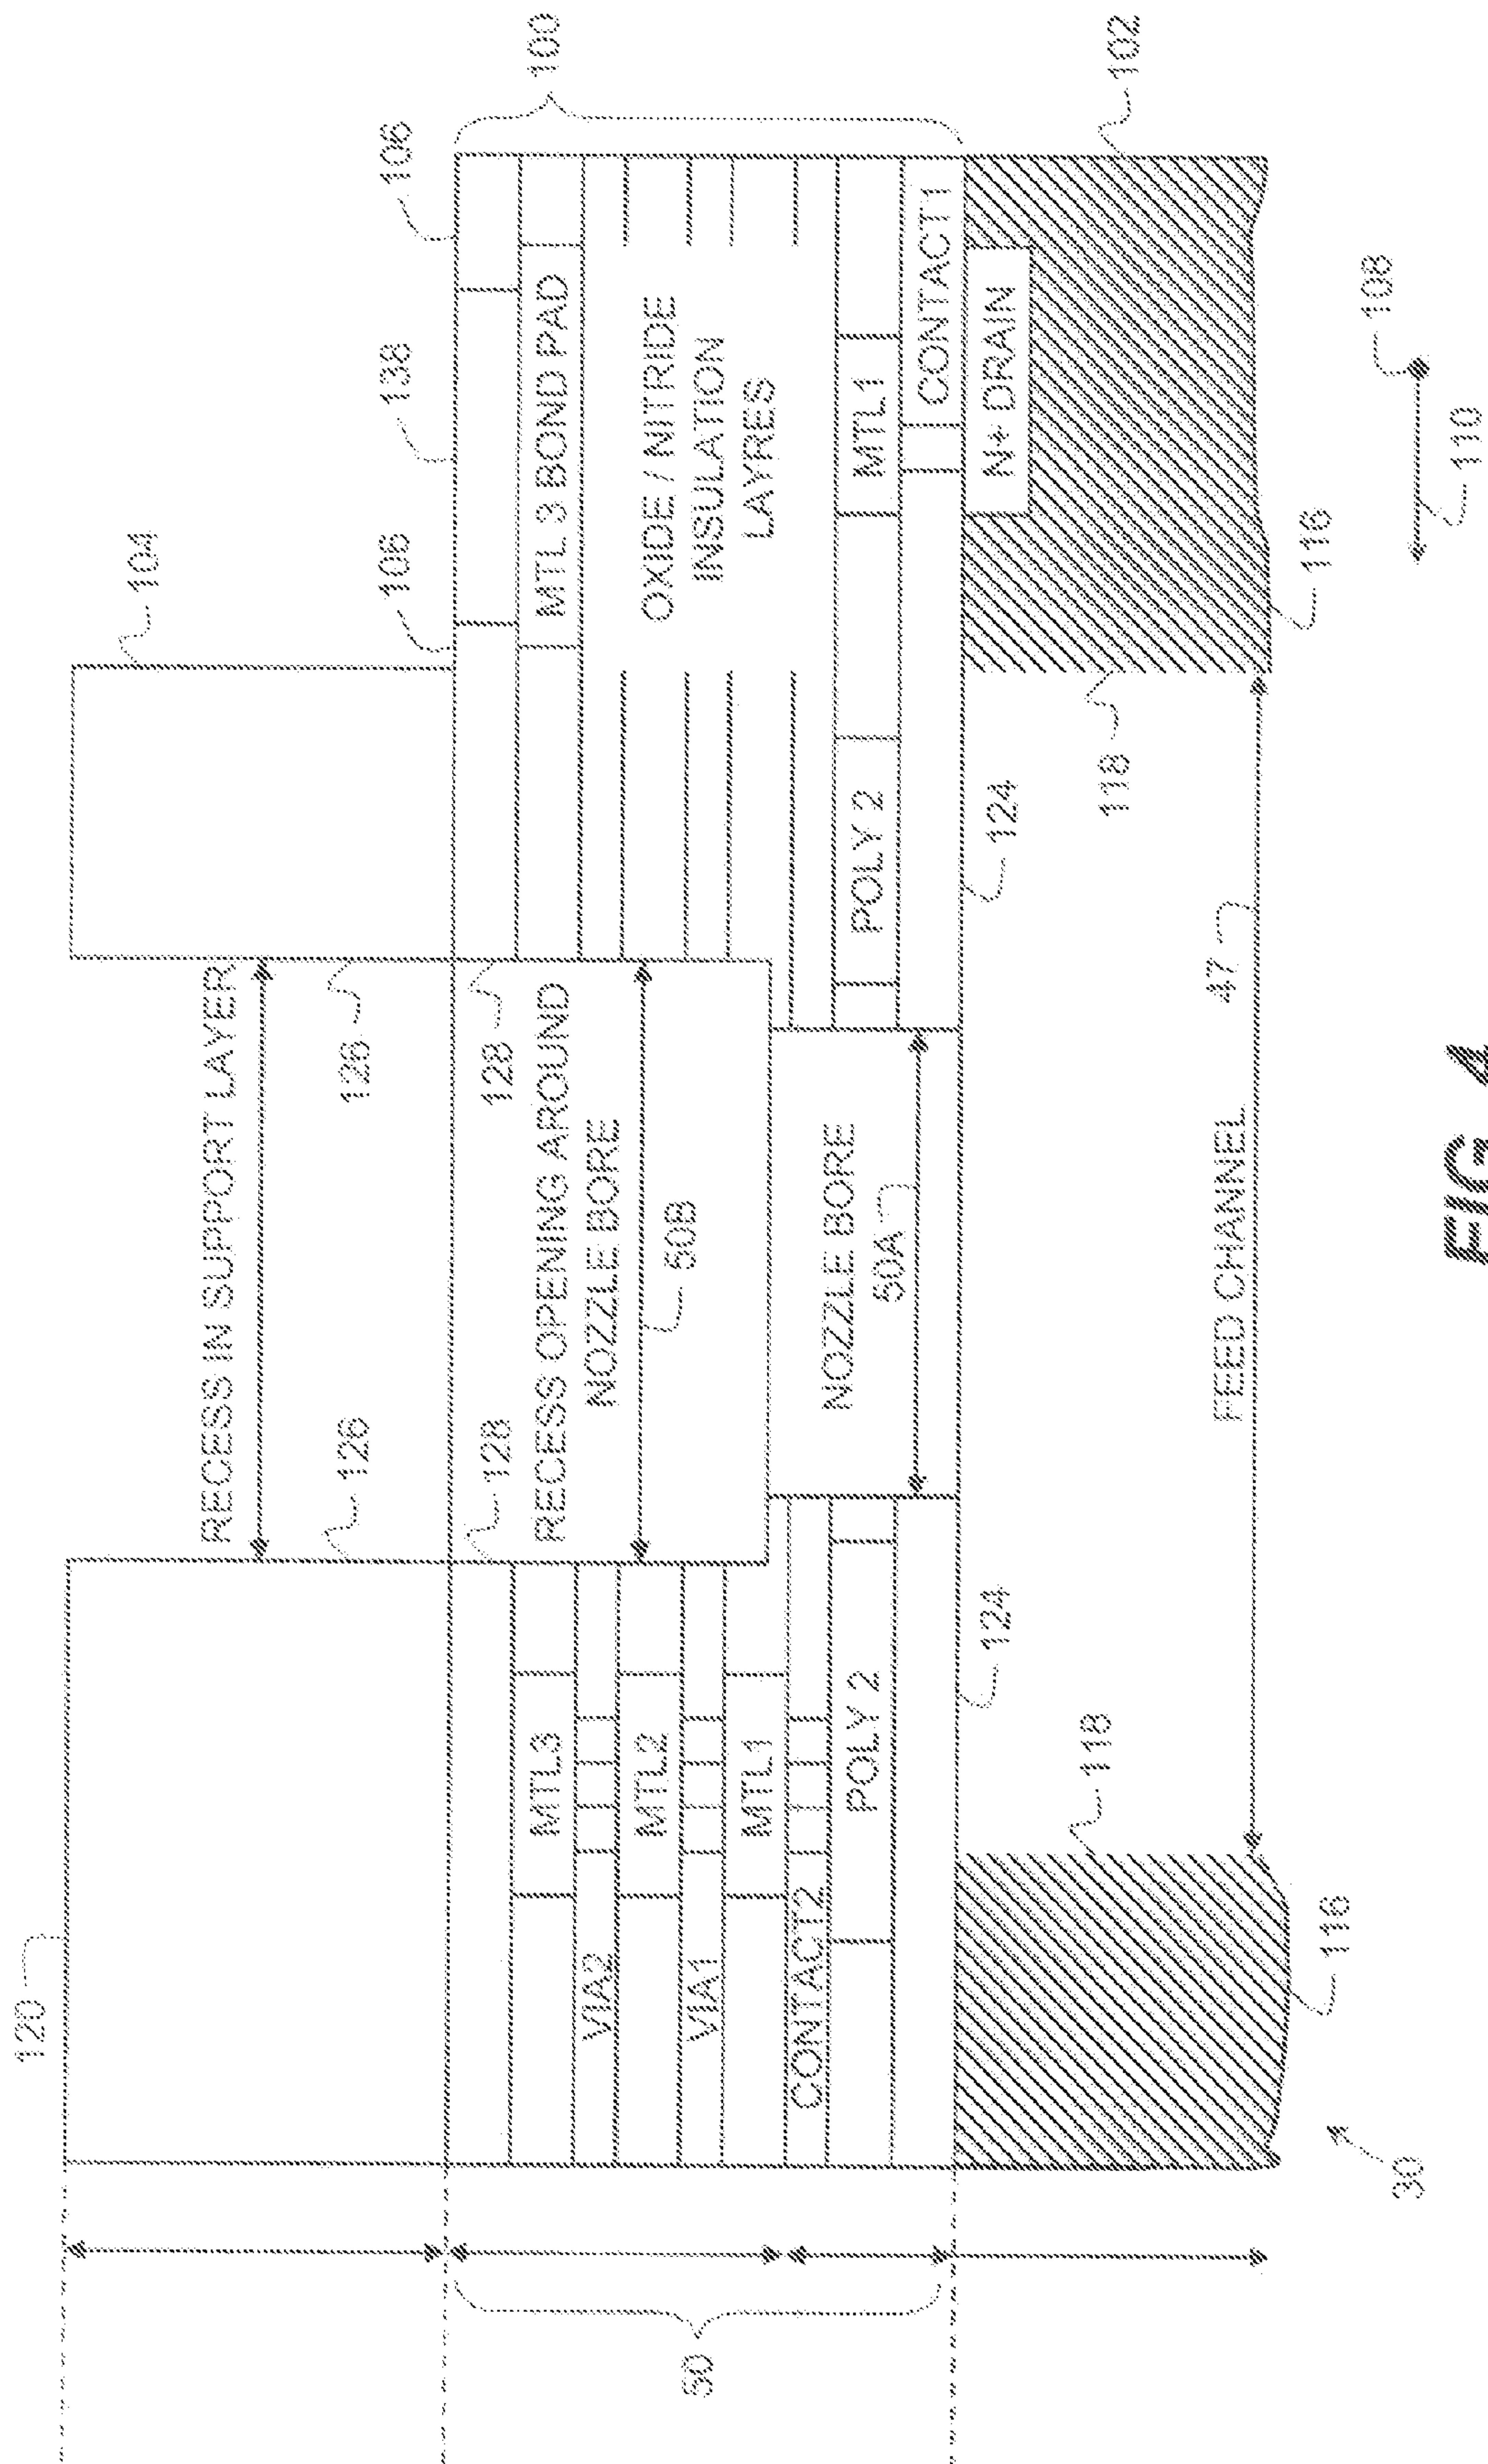 120
104
106
138
106
100
RECESS IN SUPPORT LAYER
126
126
128
128
RECESS OPENING AROUND
NOZZLE BORE
50B
MTL3
VIA2
MTL2
VIA1
MTL1
CONTACT2
POLY 2
50
MTL 3 BOND PAD
OXIDE / NITRIDE
INSULATION
LAYRES
NOZZLE BORE
50A
POLY 2
MTL1
CONTACT1
N+ DRAIN
124
124
118
118
102
FEED CHANNEL
47
116
116
30
108
110
FIG. 4